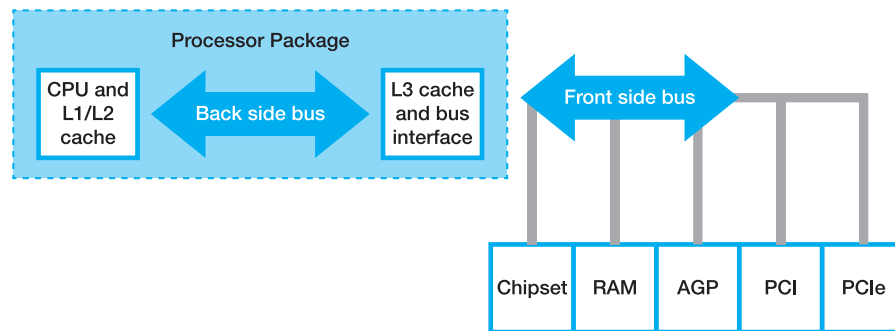 Processor Package
CPU and
L1/L2
cache
Back side bus
L3 cache
and bus
interface
Front side bus
Chipset
RAM
AGP
PCI
PCIe